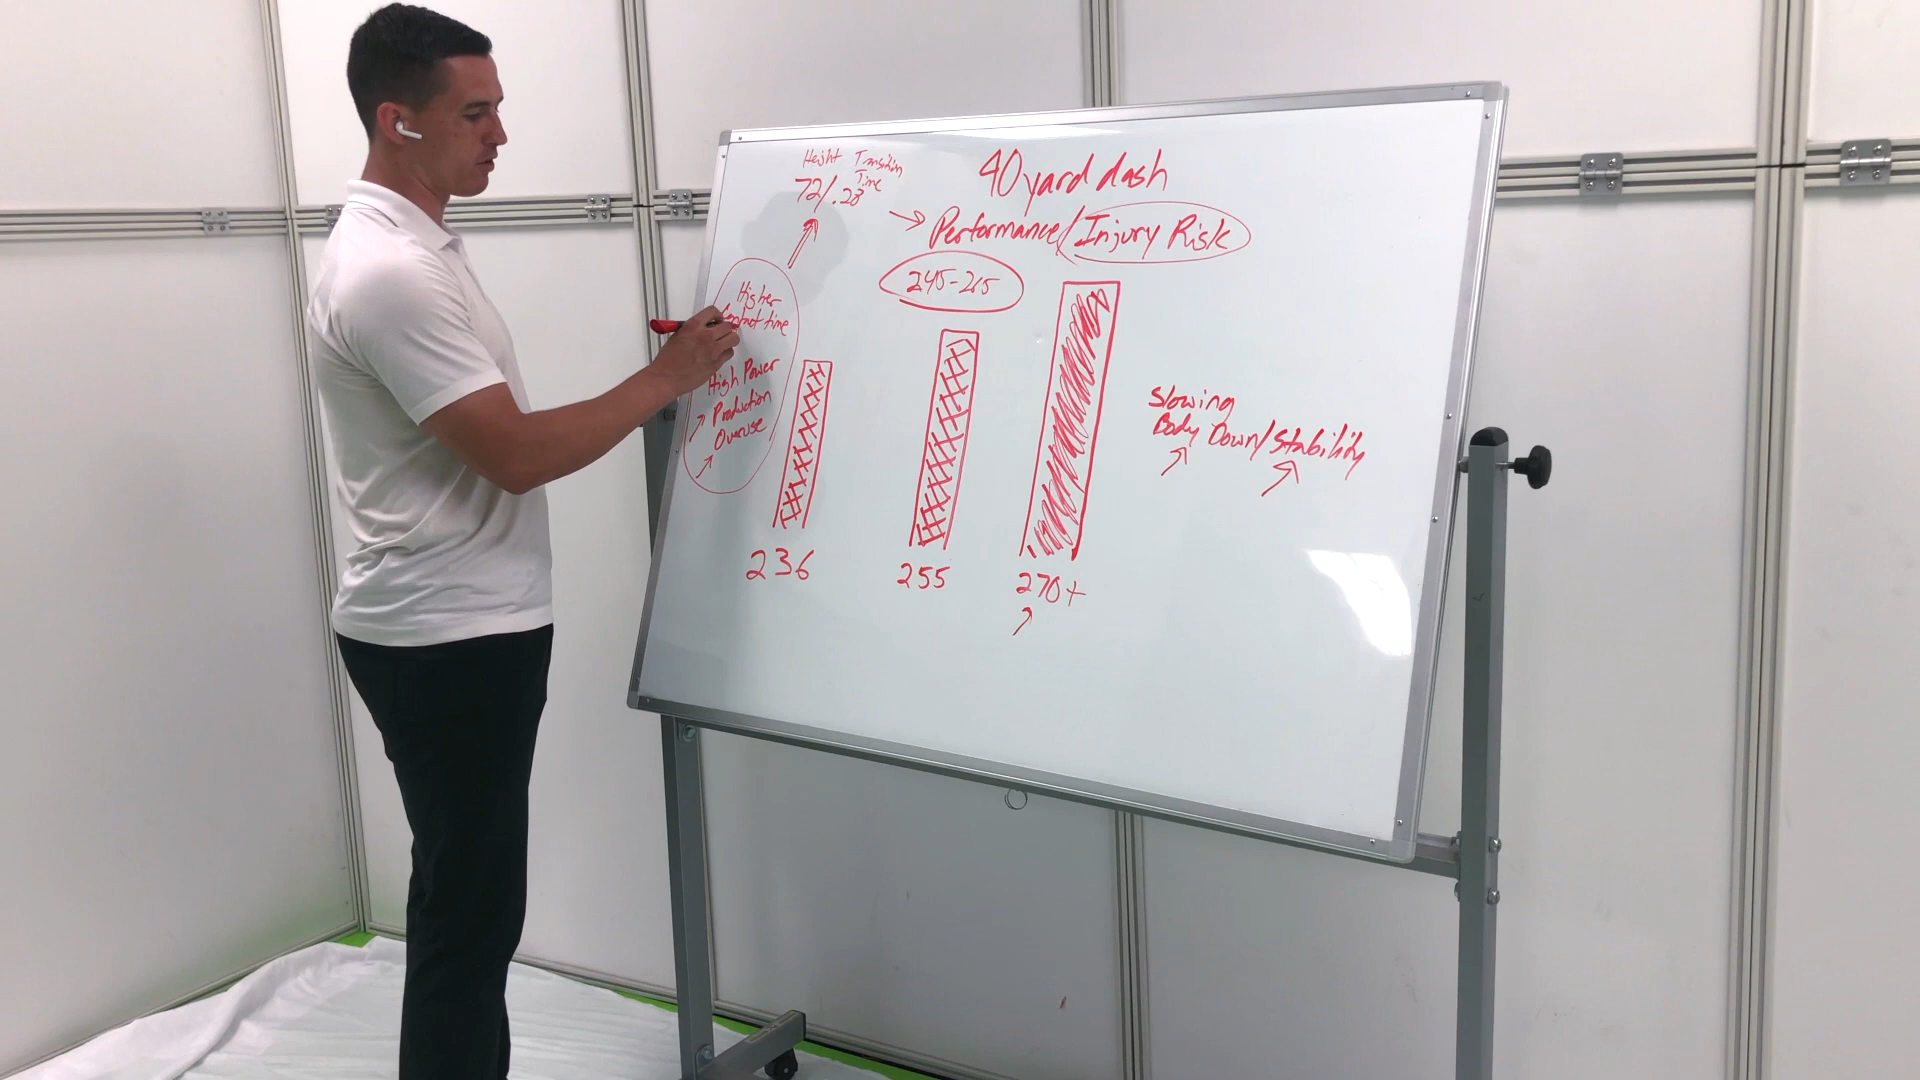 40 yard dash
Performance/Injury Risk
Height Transition
Time
72/.28
245-265
Higher
Contact time
High Power
Production
Overuse
Slowing
Body Down/Stability
236
255
270+